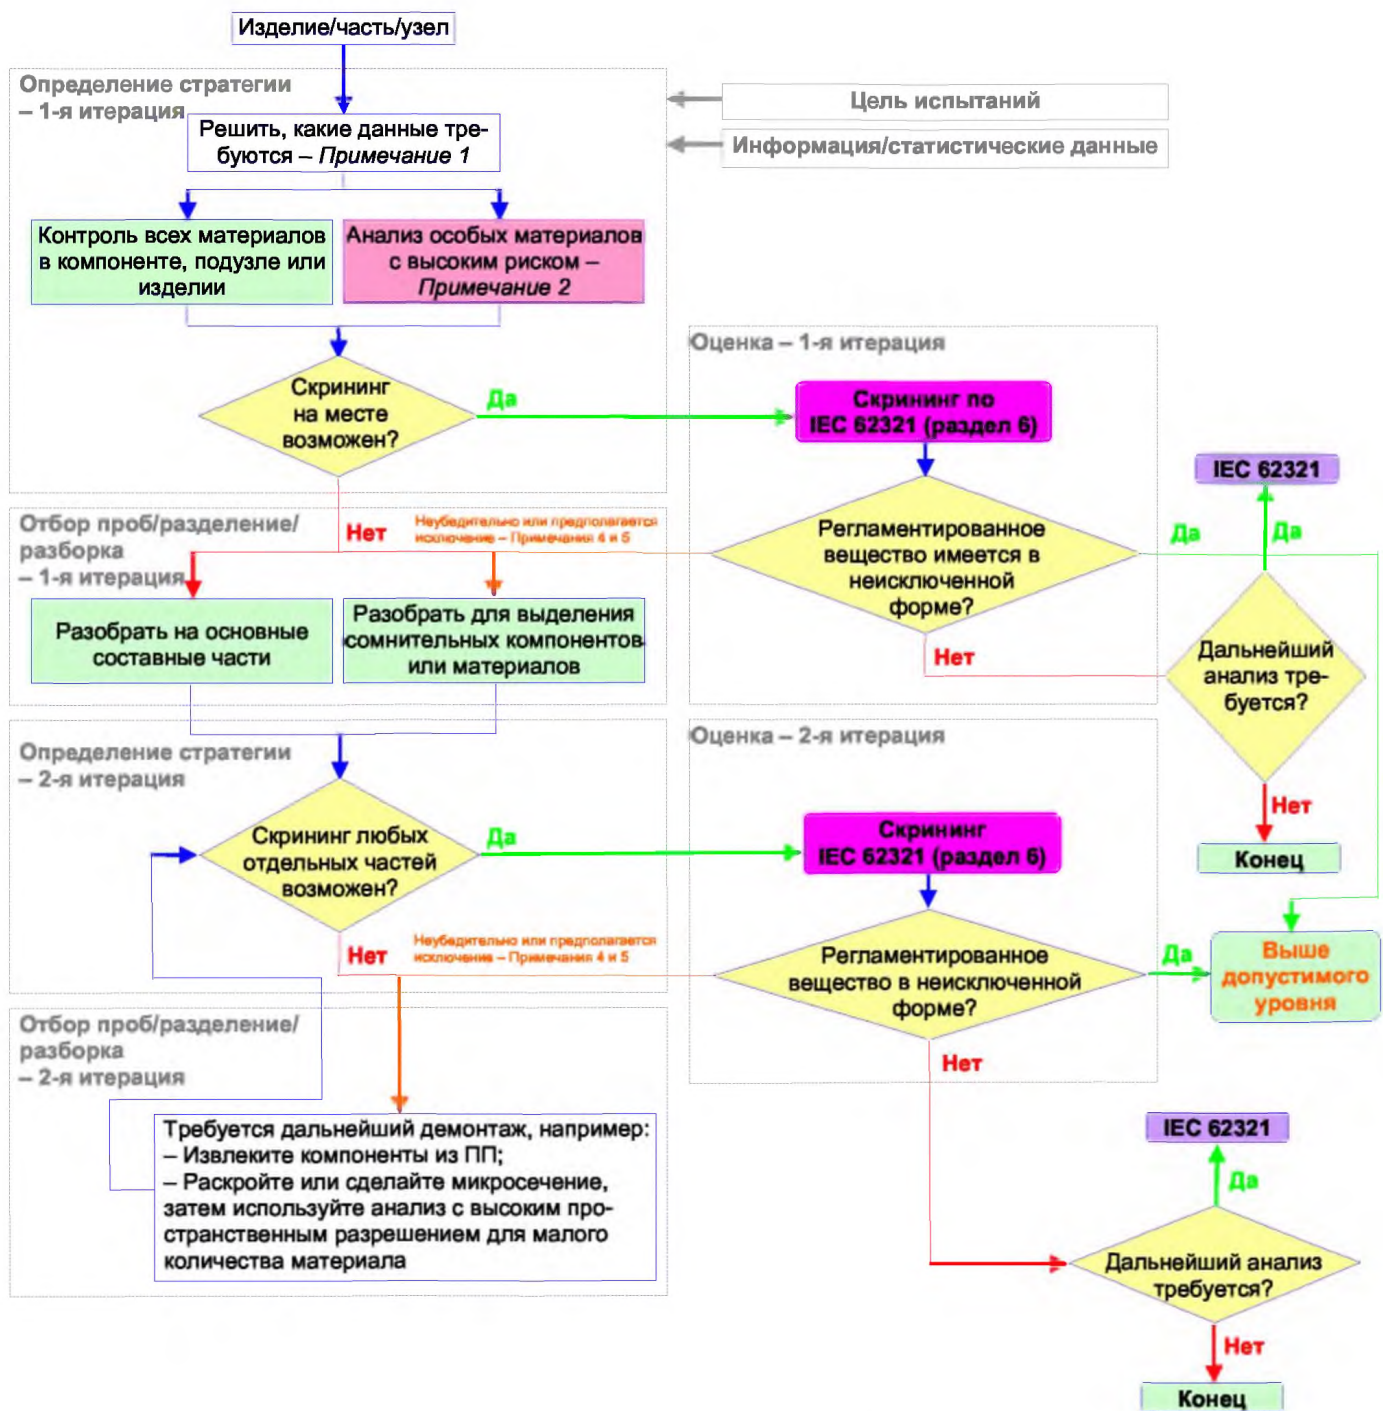 Изделие/часть/узел
Определение стратегии
– 1-я итерация
Цель испытаний
Решить, какие данные тре-
буются – Примечание 1
Информация/статистические данные
Контроль всех материалов
в компоненте, подузле или
изделии
Анализ особых материалов
с высоким риском –
Примечание 2
Оценка – 1-я итерация
Скрининг
на месте
возможен?
Да
Скрининг по
IEC 62321 (раздел 6)
IEC 62321
Отбор проб/разделение/
разборка
– 1-я итерация
Нет
Неубедительно или предполагается
исключение – Примечания 4 и 5
Регламентированное
вещество имеется в
неисключенной
форме?
Да
Да
Разобрать на основные
составные части
Разобрать для выделения
сомнительных компонентов
или материалов
Нет
Дальнейший
анализ тре-
буется?
Определение стратегии
– 2-я итерация
Оценка – 2-я итерация
Нет
Скрининг любых
отдельных частей
возможен?
Да
Скрининг
IEC 62321 (раздел 6)
Конец
Нет
Неубедительно или предполагается
исключение – Примечания 4 и 5
Регламентированное
вещество в неисключенной
форме?
Да
Выше
допустимого
уровня
Отбор проб/разделение/
разборка
– 2-я итерация
Нет
Требуется дальнейший демонтаж, например:
– Извлеките компоненты из ПП;
– Раскройте или сделайте микросечение,
затем используйте анализ с высоким про-
странственным разрешением для малого
количества материала
IEC 62321
Да
Дальнейший анализ
требуется?
Нет
Конец